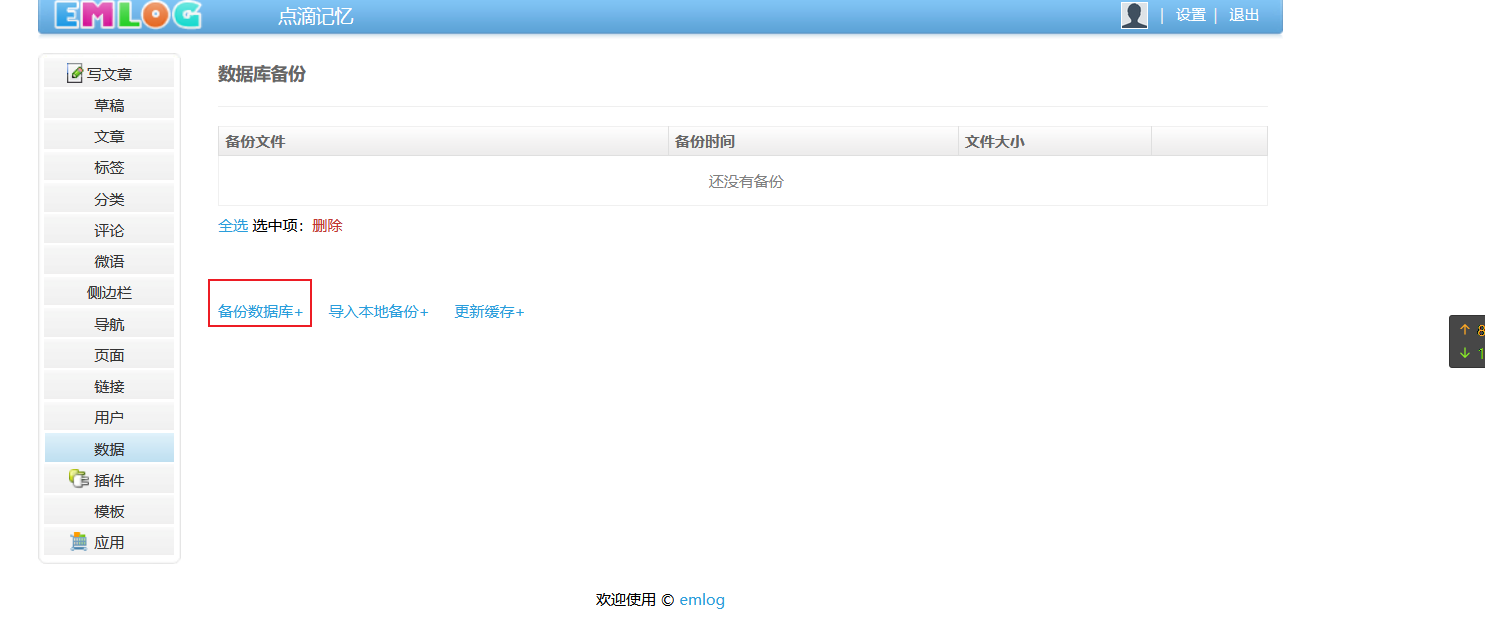 EMLOG 点滴记忆 | 设置 | 退出
写文章
草稿
文章
标签
分类
评论
微语
侧边栏
导航
页面
链接
用户
数据
插件
模板
应用
数据库备份
备份文件 备份时间 文件大小
还没有备份
全选 选中项：删除
备份数据库+ 导入本地备份+ 更新缓存+
↑ 8
↓ 1
欢迎使用 © emlog